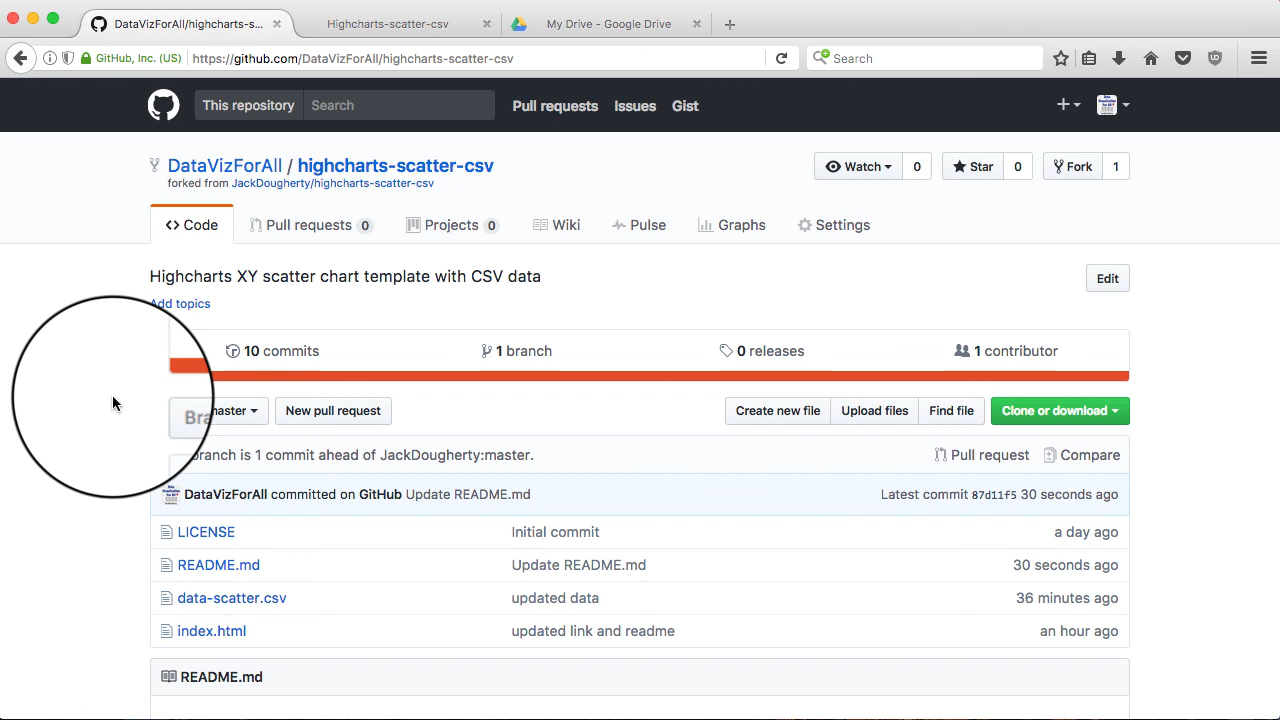 DataVizForAll/highcharts-s...
Highcharts-scatter-csv
My Drive - Google Drive
GitHub, Inc. (US)
https://github.com/DataVizForAll/highcharts-scatter-csv
Search
This repository
Search
Pull requests
Issues
Gist
DataVizForAll / highcharts-scatter-csv
forked from JackDougherty/highcharts-scatter-csv
Watch 0
Star 0
Fork 1
Code
Pull requests 0
Projects 0
Wiki
Pulse
Graphs
Settings
Highcharts XY scatter chart template with CSV data
Edit
Add topics
10 commits
1 branch
0 releases
1 contributor
Bra
master
New pull request
Create new file
Upload files
Find file
Clone or download
branch is 1 commit ahead of JackDougherty:master.
Pull request
Compare
DataVizForAll committed on GitHub Update README.md
Latest commit 87d11f5 30 seconds ago
LICENSE Initial commit a day ago
README.md Update README.md 30 seconds ago
data-scatter.csv updated data 36 minutes ago
index.html updated link and readme an hour ago
README.md